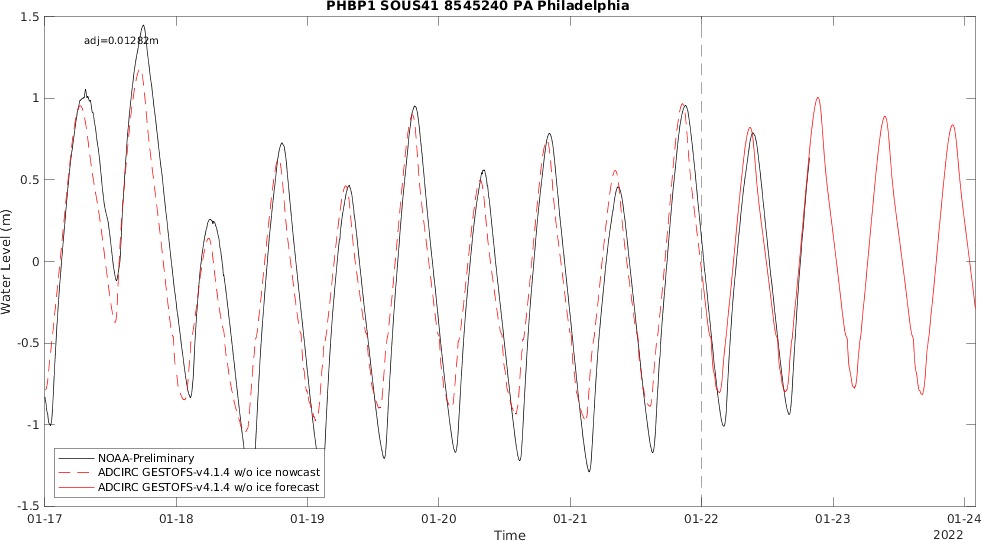 PHBP1 SOUS41 8545240 PA Philadelphia
adj=0.01282m
Water Level (m)
1.5
1
0.5
0
-0.5
-1
-1.5
NOAA-Preliminary
ADCIRC GESTOFS-v4.1.4 w/o ice nowcast
ADCIRC GESTOFS-v4.1.4 w/o ice forecast
01-17 01-18 01-19 01-20 01-21 01-22 01-23 01-24
Time
2022